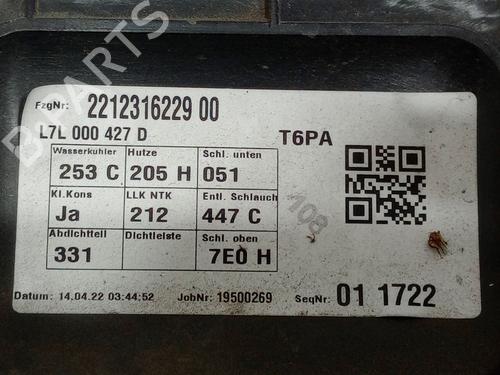 B-PARTS
FzgNr: 2212316229 00
L7L 000 427 D
T6PA
Wasserkuhler Hutze Schl. unten
253 C 205 H 051
Kl.Kons LLK NTK Entl. Schlauch
Ja 212 447 C
Abdichtteil Dichtleiste Schl. oben
331 7E0 H
108
Datum: 14.04.22 03:44:52 JobNr: 19500269 SeqNr: 01 1722